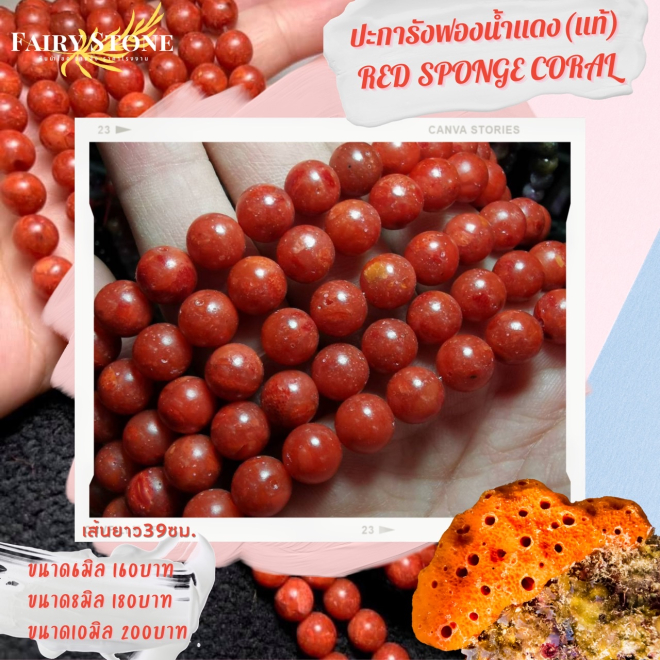 FAIRY STONE
ปะการังฟองน้ำแดง(แท้)
RED SPONGE CORAL
23
CANVA STORIES
เส้นยาว39ซม.
23
ขนาด6มิล 160บาท
ขนาด8มิล 180บาท
ขนาด10มิล 200บาท